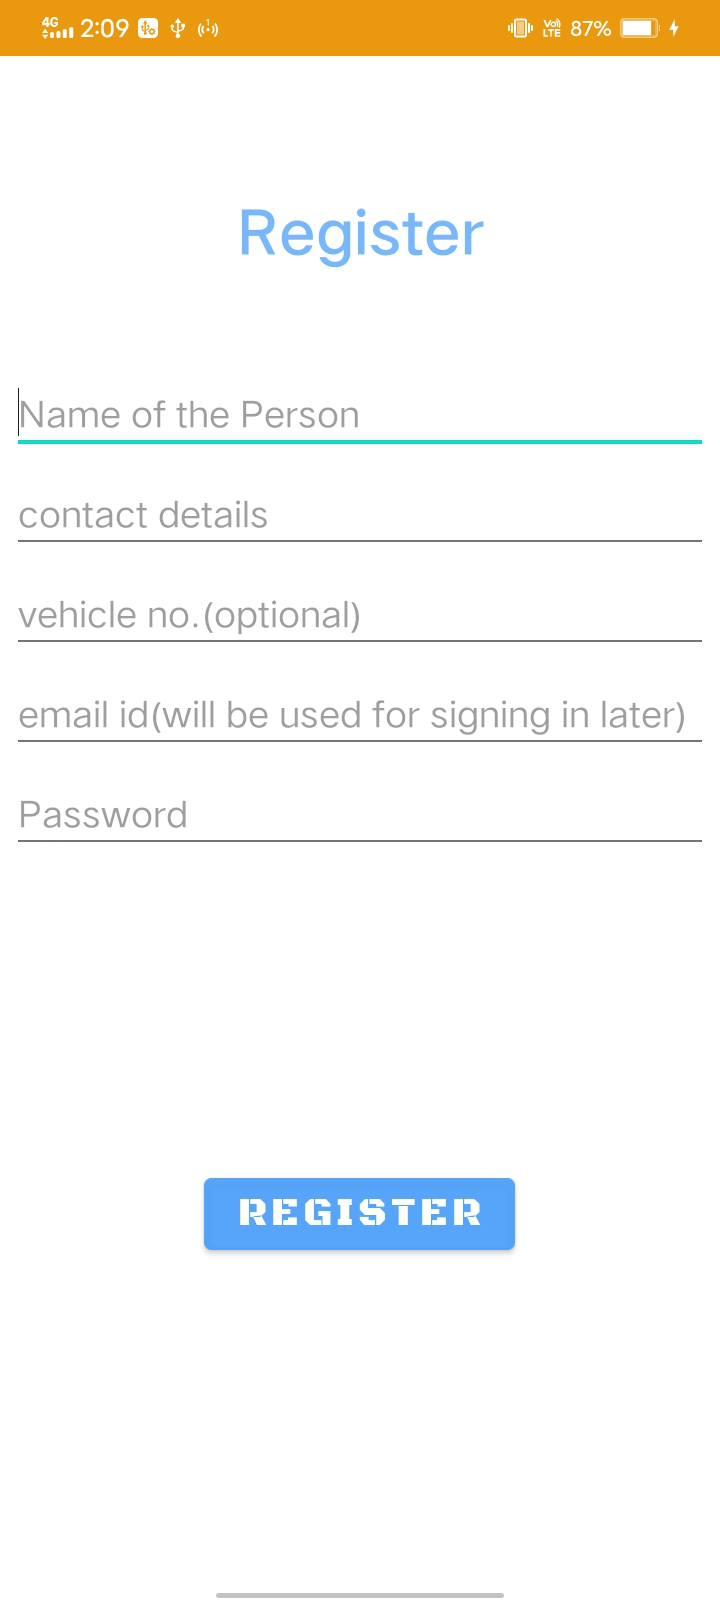 4G 2:09 1 Vo) LTE 87%
Register
Name of the Person
contact details
vehicle no.(optional)
email id(will be used for signing in later)
Password
REGISTER